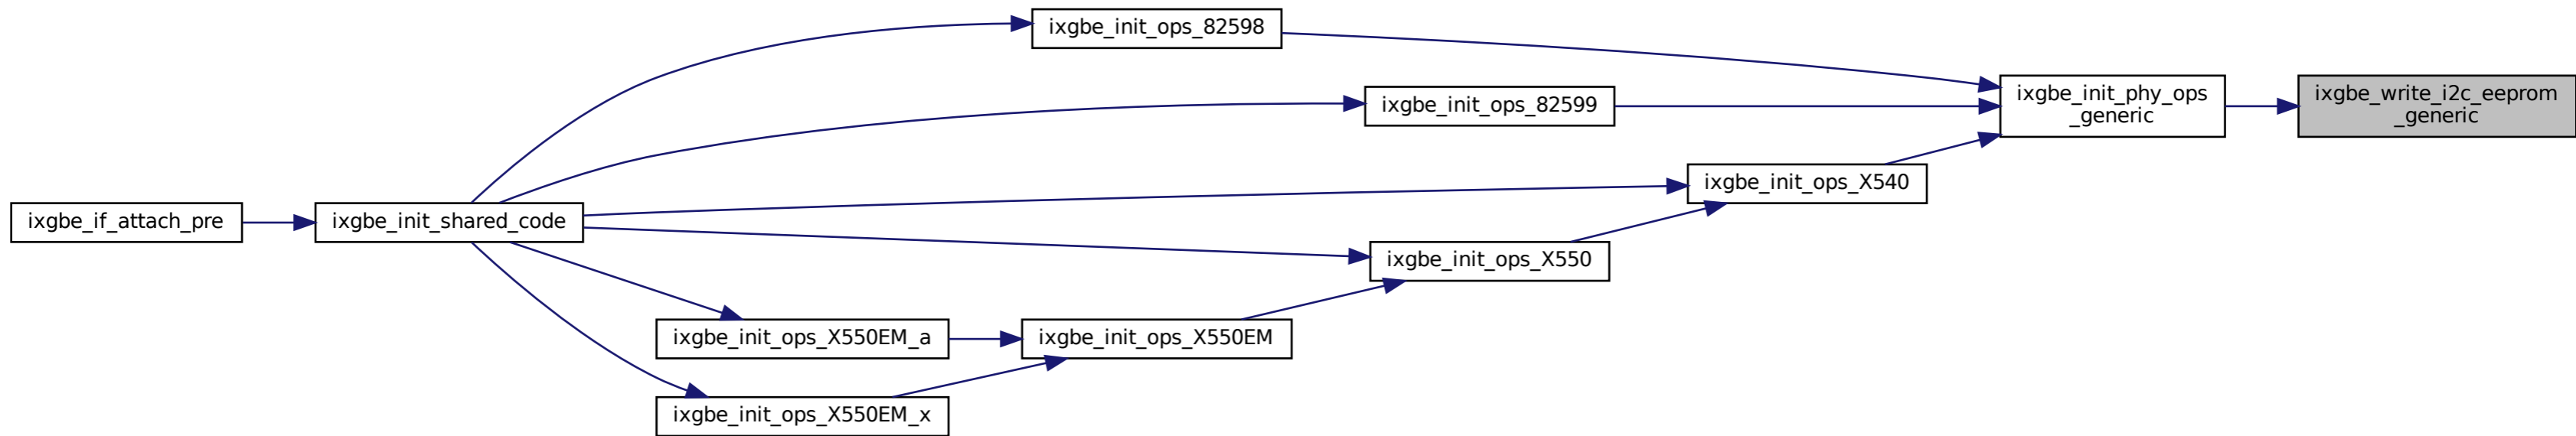 ixgbe_init_ops_82598
ixgbe_init_phy_ops
_generic
ixgbe_write_i2c_eeprom
_generic
ixgbe_init_ops_82599
ixgbe_init_ops_X540
ixgbe_if_attach_pre
ixgbe_init_shared_code
ixgbe_init_ops_X550
ixgbe_init_ops_X550EM_a
ixgbe_init_ops_X550EM
ixgbe_init_ops_X550EM_x